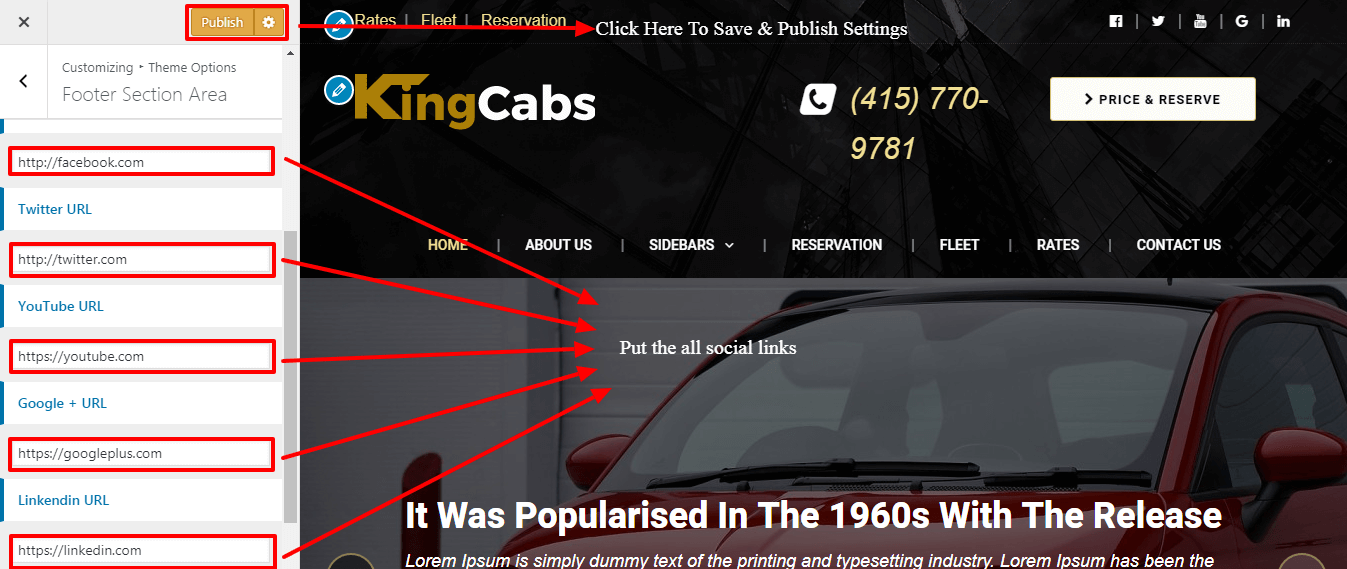 Publish
Customizing ▸ Theme Options
Footer Section Area
http://facebook.com
Twitter URL
http://twitter.com
YouTube URL
https://youtube.com
Google + URL
https://googleplus.com
Linkendin URL
https://linkedin.com
Rates | Fleet | Reservation
Click Here To Save & Publish Settings
KingCabs
(415) 770-
9781
PRICE & RESERVE
HOME | ABOUT US | SIDEBARS | RESERVATION | FLEET | RATES | CONTACT US
Put the all social links
It Was Popularised In The 1960s With The Release
Lorem Ipsum is simply dummy text of the printing and typesetting industry. Lorem Ipsum has been the